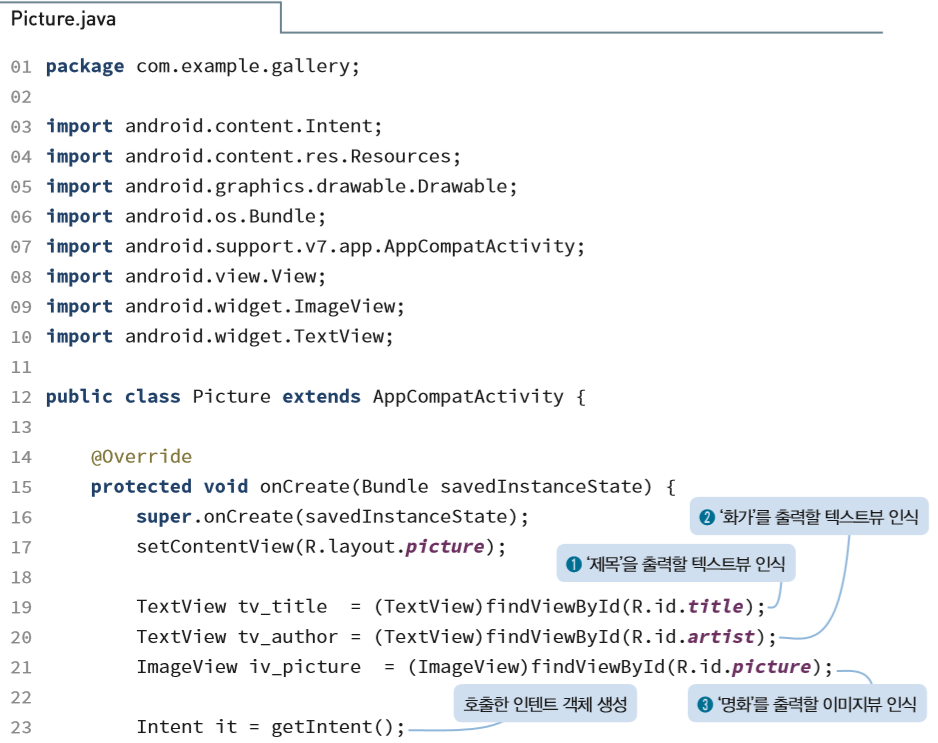 Picture.java
01 package com.example.gallery;
02
03 import android.content.Intent;
04 import android.content.res.Resources;
05 import android.graphics.drawable.Drawable;
06 import android.os.Bundle;
07 import android.support.v7.app.AppCompatActivity;
08 import android.view.View;
09 import android.widget.ImageView;
10 import android.widget.TextView;
11
12 public class Picture extends AppCompatActivity {
13
14     @Override
15     protected void onCreate(Bundle savedInstanceState) {
16         super.onCreate(savedInstanceState);
❷ ‘화가’를 출력할 텍스트뷰 인식
17         setContentView(R.layout.picture);
❶ ‘제목’을 출력할 텍스트뷰 인식
18
19         TextView tv_title  = (TextView)findViewById(R.id.title);
20         TextView tv_author = (TextView)findViewById(R.id.artist);
21         ImageView iv_picture  = (ImageView)findViewById(R.id.picture);
22
호출한 인텐트 객체 생성
❸ ‘명화’를 출력할 이미지뷰 인식
23         Intent it = getIntent();